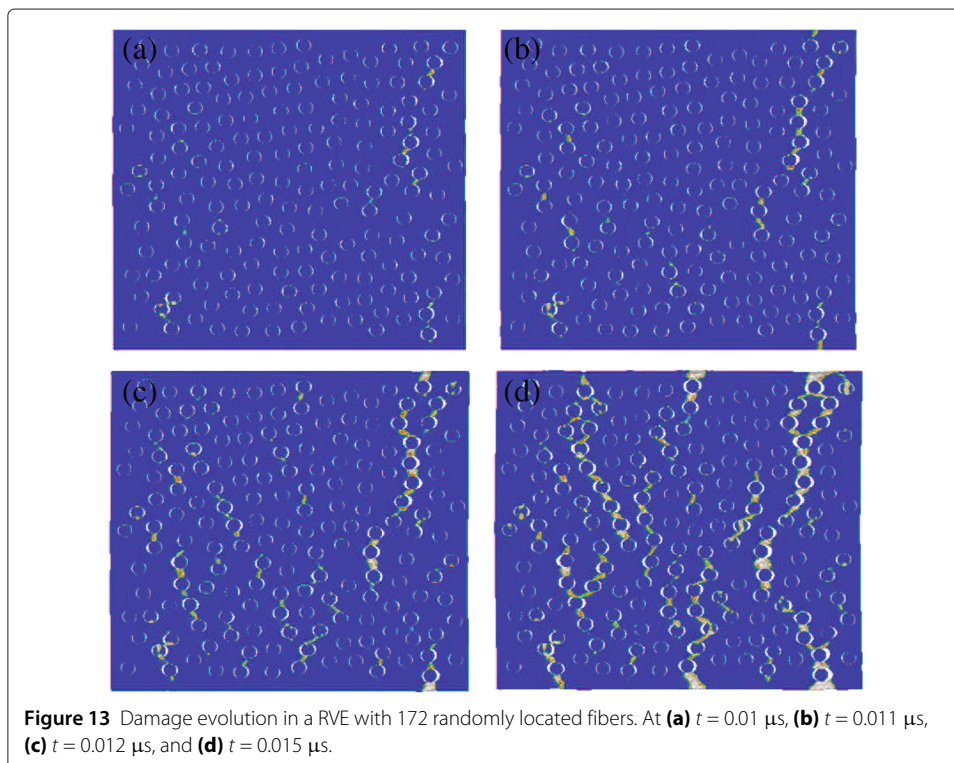 (a)
(b)
(c)
(d)
Figure 13 Damage evolution in a RVE with 172 randomly located fibers. At (a) t = 0.01 μs, (b) t = 0.011 μs,
(c) t = 0.012 μs, and (d) t = 0.015 μs.